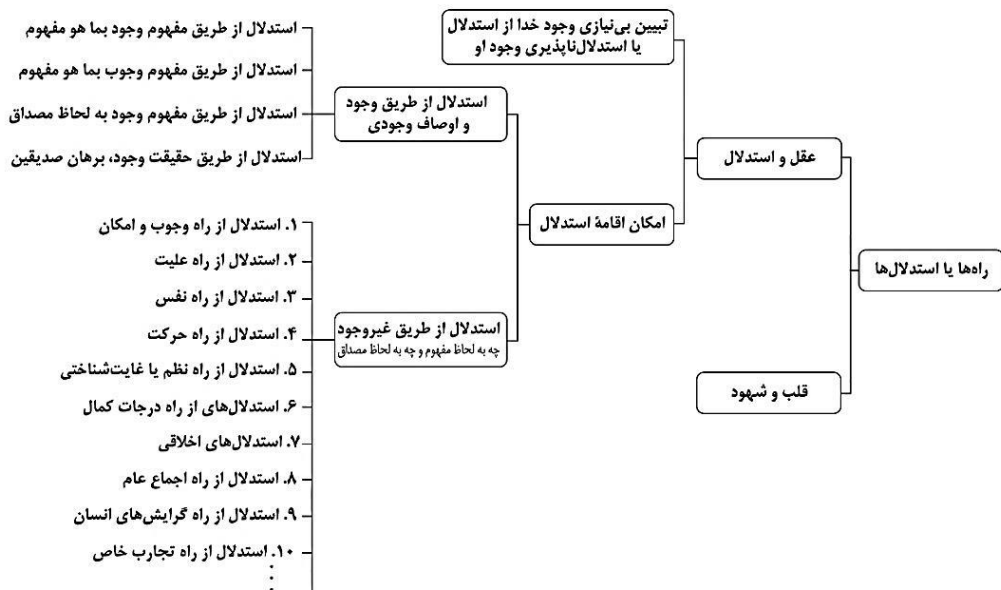 راه‌ها یا استدلال‌ها
عقل و استدلال
قلب و شهود
تبیین بی‌نیازی وجود خدا از استدلال
یا استدلال‌ناپذیری وجود او
امکان اقامهٔ استدلال
استدلال از طریق وجود
و اوصاف وجودی
استدلال از طریق مفهوم وجود بما هو مفهوم
استدلال از طریق مفهوم وجوب بما هو مفهوم
استدلال از طریق مفهوم وجود به لحاظ مصداق
استدلال از طریق حقیقت وجود، برهان صدیقین
استدلال از طریق غیروجود
چه به لحاظ مفهوم و چه به لحاظ مصداق
۱. استدلال از راه وجوب و امکان
۲. استدلال از راه علیت
۳. استدلال از راه نفس
۴. استدلال از راه حرکت
۵. استدلال از راه نظم یا غایت‌شناختی
۶. استدلال‌های از راه درجات کمال
۷. استدلال‌های اخلاقی
۸. استدلال از راه اجماع عام
۹. استدلال از راه گرایش‌های انسان
۱۰. استدلال از راه تجارب خاص